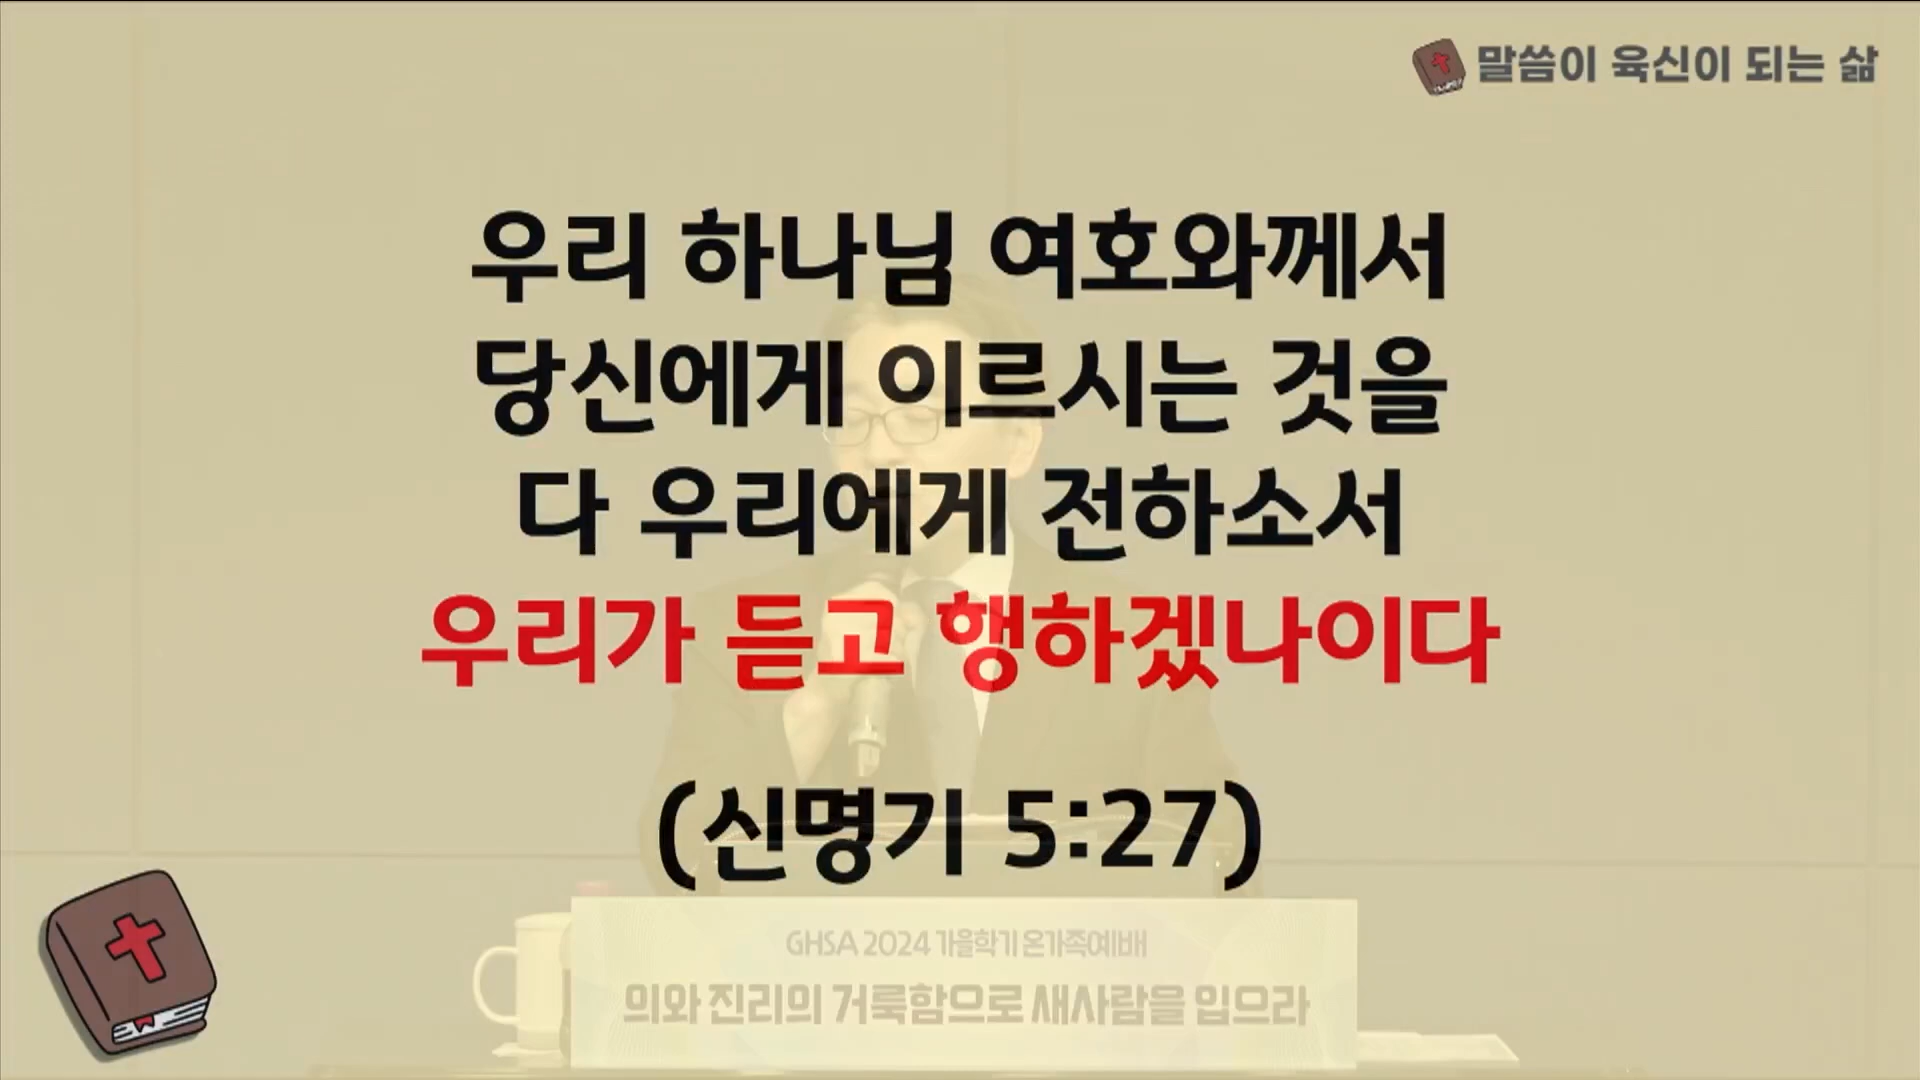 말씀이 육신이 되는 삶
우리 하나님 여호와께서
당신에게 이르시는 것을
다 우리에게 전하소서
우리가 듣고 행하겠나이다
(신명기 5:27)
GHSA 2024 가을학기 온가족예배
의와 진리의 거룩함으로 새사람을 입으라